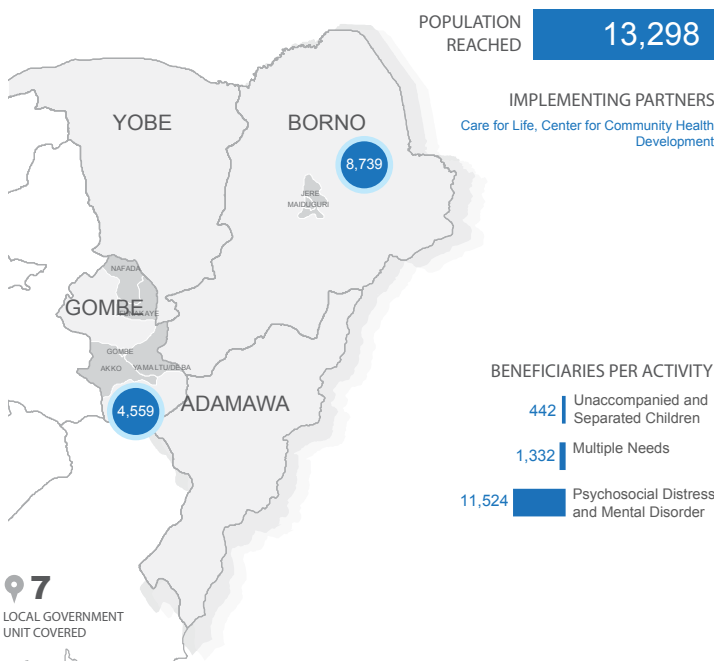 POPULATION
REACHED
13,298
IMPLEMENTING PARTNERS
Care for Life, Center for Community Health
Development
YOBE
BORNO
8,739
JERE
MAIDUGURI
NAFADA
GOMBE
GOMBE
AKKO
YAMALTU/DEBA
4,559
ADAMAWA
BENEFICIARIES PER ACTIVITY
442
Unaccompanied and
Separated Children
1,332
Multiple Needs
11,524
Psychosocial Distress
and Mental Disorder
7
LOCAL GOVERNMENT
UNIT COVERED